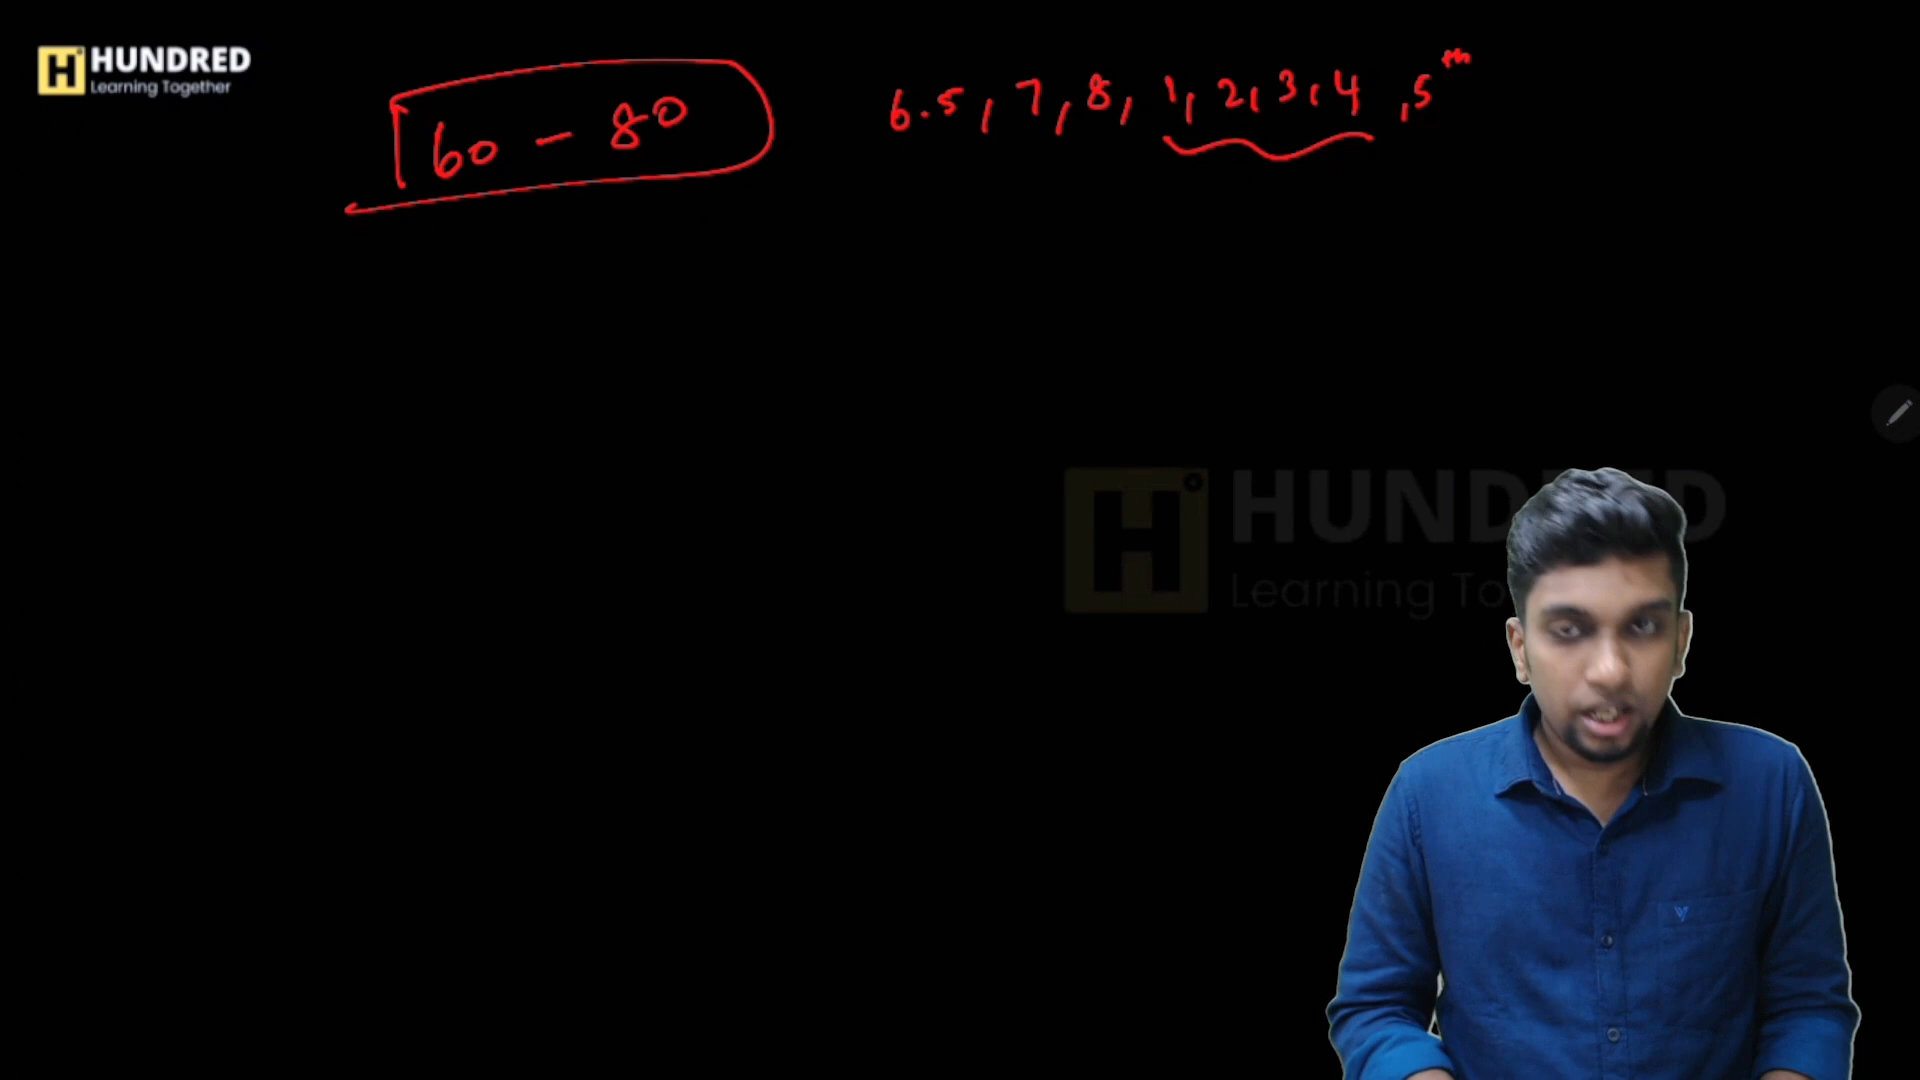 HUNDRED
Learning Together
60 - 80
6.5, 7, 8, 1, 2, 3, 4, 5th
HUNDRED
Learning To